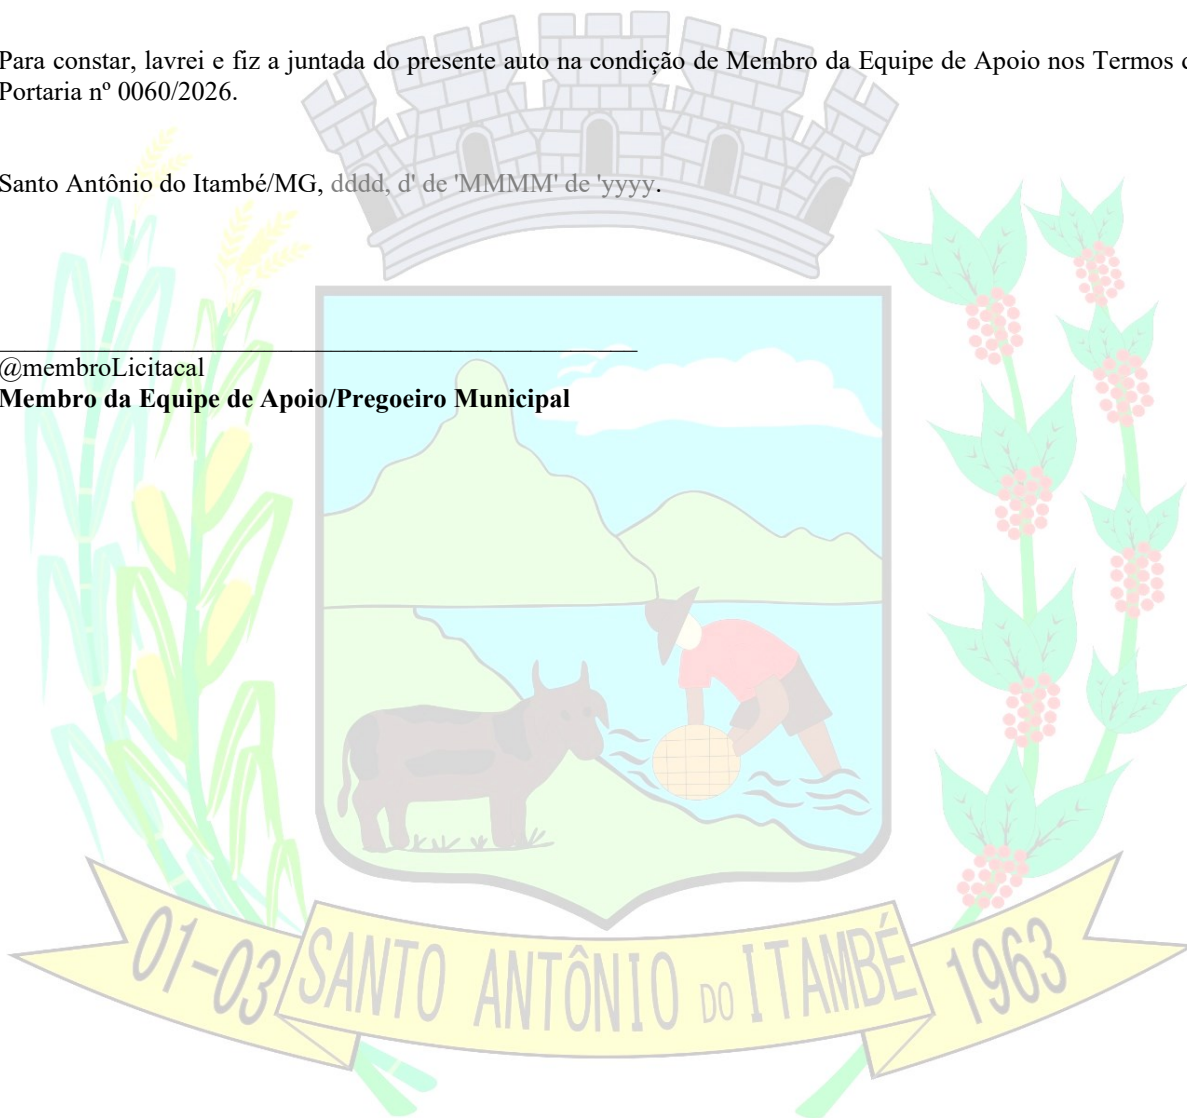 Para constar, lavrei e fiz a juntada do presente auto na condição de Membro da Equipe de Apoio nos Termos
Portaria nº 0060/2026.
Santo Antônio do Itambé/MG, dddd, d' de 'MMMM' de 'yyyy.
@membroLicitacal
Membro da Equipe de Apoio/Pregoeiro Municipal
01-03 SANTO ANTÔNIO DO ITAMBÉ 1963